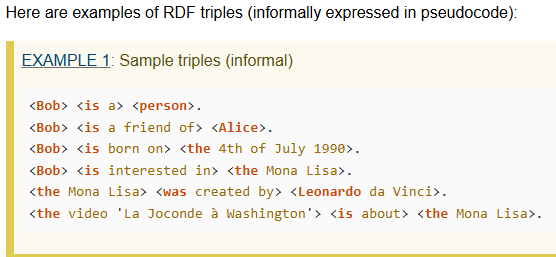 Here are examples of RDF triples (informally expressed in pseudocode):
EXAMPLE 1: Sample triples (informal)
<Bob> <is a> <person>.
<Bob> <is a friend of> <Alice>.
<Bob> <is born on> <the 4th of July 1990>.
<Bob> <is interested in> <the Mona Lisa>.
<the Mona Lisa> <was created by> <Leonardo da Vinci>.
<the video 'La Joconde à Washington'> <is about> <the Mona Lisa>.